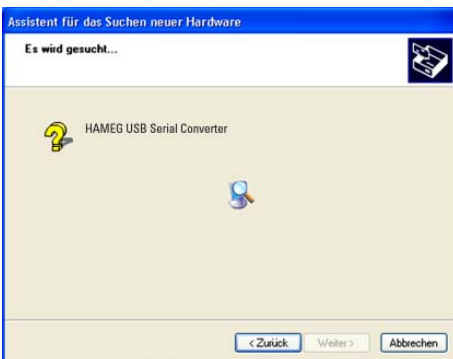 Assistent für das Suchen neuer Hardware
Es wird gesucht...
HAMEG USB Serial Converter
< Zurück Weiter > Abbrechen